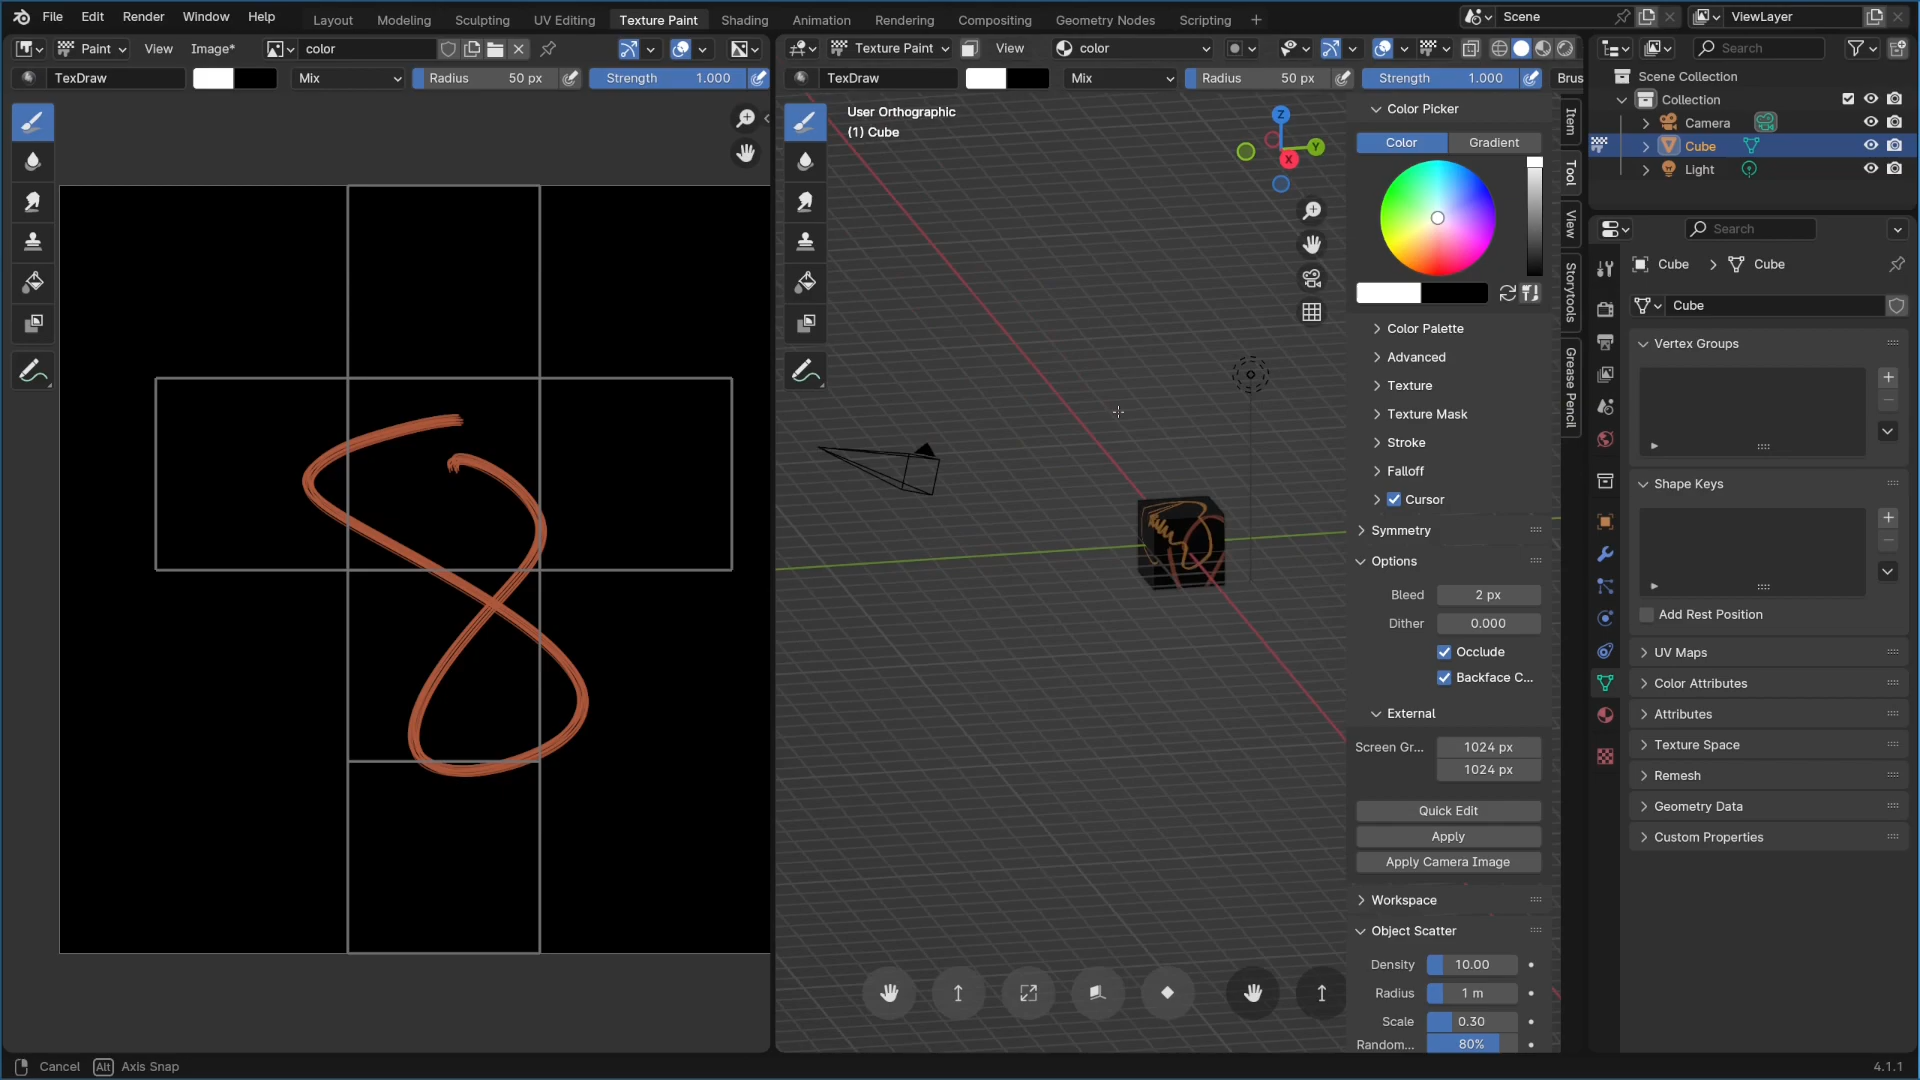 File Edit Render Window Help Layout Modeling Sculpting UV Editing Texture Paint Shading Animation Rendering Compositing Geometry Nodes Scripting + Scene ViewLayer
Paint View Image* color Texture Paint View color Search
TexDraw Mix Radius 50 px Strength 1.000 TexDraw Mix Radius 50 px Strength 1.000 Brus
Scene Collection
Collection
Camera
Cube
Light
User Orthographic
(1) Cube
Z
Y
X
Color Picker
Color Gradient
Color Palette
Advanced
Texture
Texture Mask
Stroke
Falloff
Cursor
Symmetry
Options
Bleed 2 px
Dither 0.000
Occlude
Backface C...
External
Screen Gr... 1024 px
1024 px
Quick Edit
Apply
Apply Camera Image
Workspace
Object Scatter
Density 10.00
Radius 1 m
Scale 0.30
Random... 80%
Item
Tool
View
Storytools
Grease Pencil
Search
Cube > Cube
Cube
Vertex Groups
Shape Keys
Add Rest Position
UV Maps
Color Attributes
Attributes
Texture Space
Remesh
Geometry Data
Custom Properties
Cancel Alt Axis Snap 4.1.1